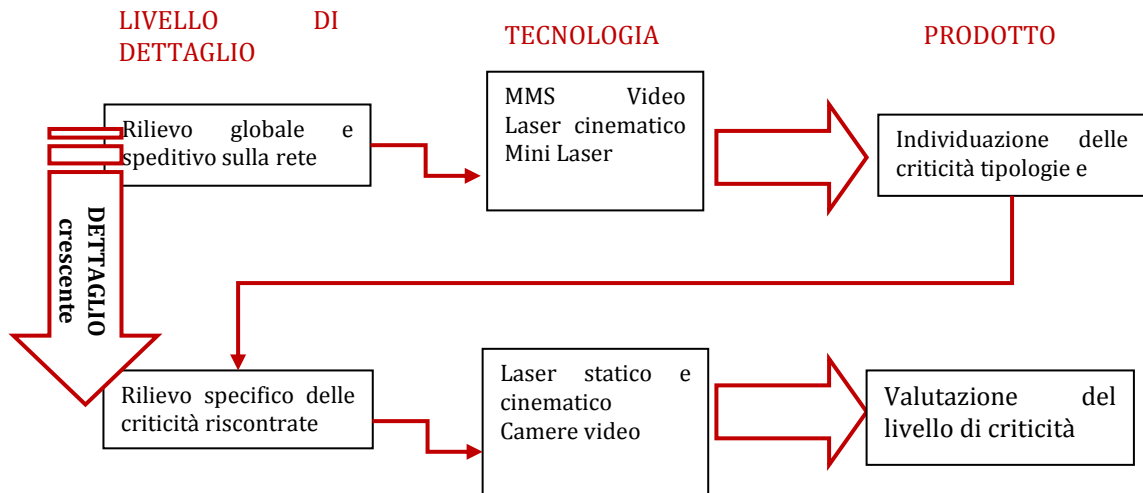 LIVELLO DI
DETTAGLIO
TECNOLOGIA
PRODOTTO
Rilievo globale e
speditivo sulla rete
MMS Video
Laser cinematico
Mini Laser
Individuazione delle
criticità tipologie e
DETTAGLIO
crescente
Rilievo specifico delle
criticità riscontrate
Laser statico e
cinematico
Camere video
Valutazione del
livello di criticità